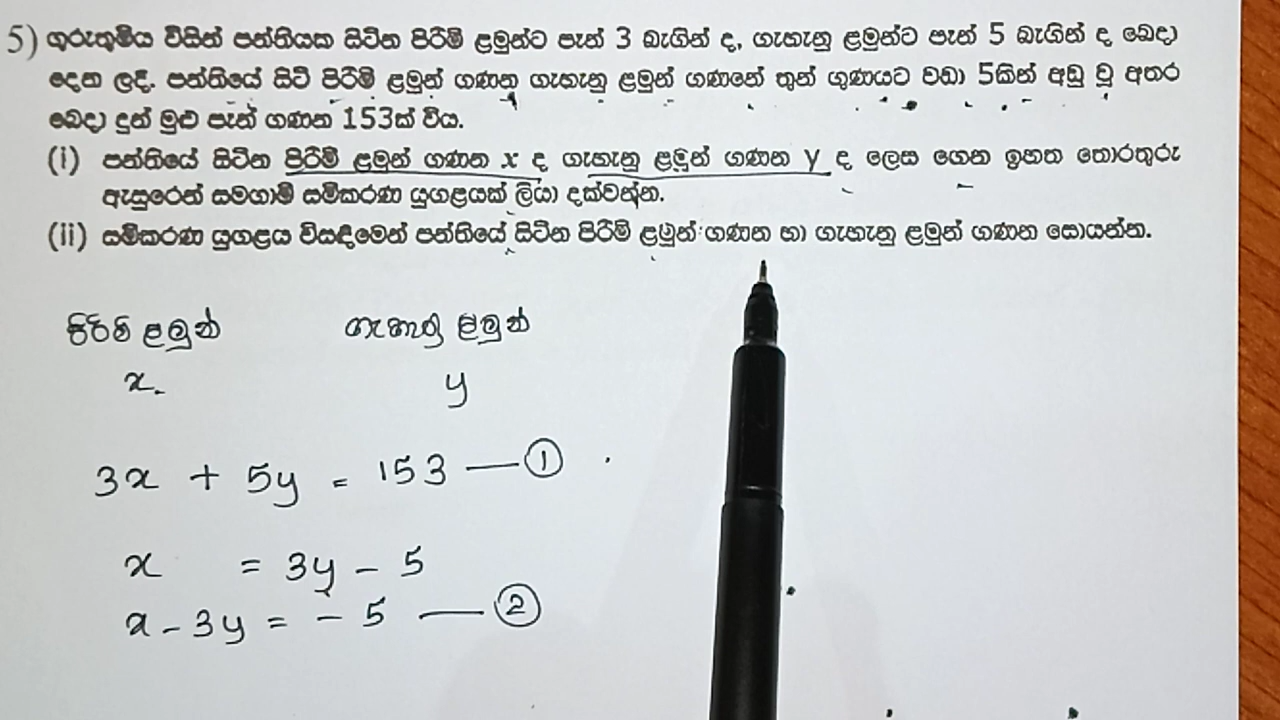 5) ගුරුතුමිය විසින් පන්තියක සිටින පිරිමි ළමුන්ට පෑන් 3 බැගින් ද, ගැහැනු ළමුන්ට පෑන් 5 බැගින් ද බෙදා
දෙන ලදී. පන්තියේ සිටි පිරිමි ළමුන් ගණන ගැහැනු ළමුන් ගණනේ තුන් ගුණයට වඩා 5කින් අඩු වූ අතර
බෙදා දුන් මුළු පෑන් ගණන 153ක් විය.
(i) පන්තියේ සිටින පිරිමි ළමුන් ගණන x ද ගැහැනු ළමුන් ගණන y ද ලෙස ගෙන ඉහත තොරතුරු
ඇසුරෙන් සමගාමී සමීකරණ යුගළයක් ලියා දක්වන්න.
(ii) සමීකරණ යුගළය විසඳීමෙන් පන්තියේ සිටින පිරිමි ළමුන් ගණන හා ගැහැනු ළමුන් ගණන සොයන්න.
පිරිමි ළමුන් ගැහැනු ළමුන්
x. y
3x + 5y = 153 — ①
x = 3y - 5
x - 3y = - 5 — ②